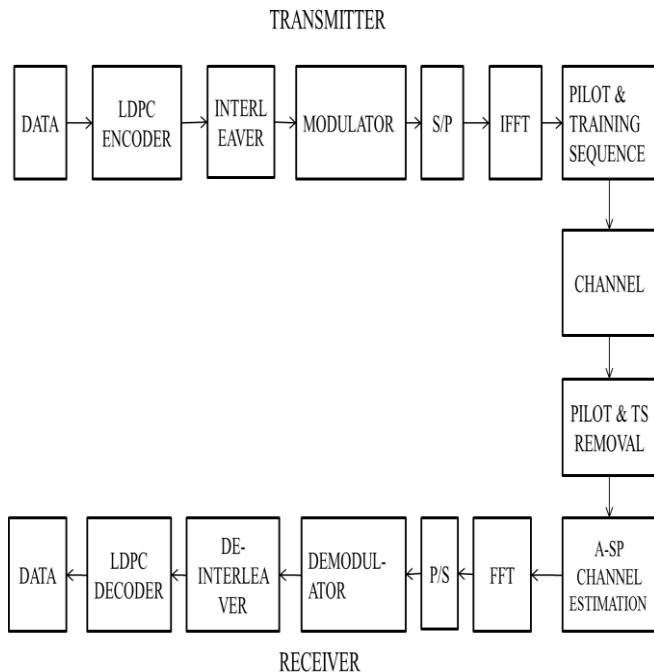 TRANSMITTER
DATA
LDPC
ENCODER
INTERL
EAVER
MODULATOR
S/P
IFFT
PILOT &
TRAINING
SEQUENCE
CHANNEL
PILOT & TS
REMOVAL
DATA
LDPC
DECODER
DE-
INTERLEA
VER
DEMODUL-
ATOR
P/S
FFT
A-SP
CHANNEL
ESTIMATION
RECEIVER